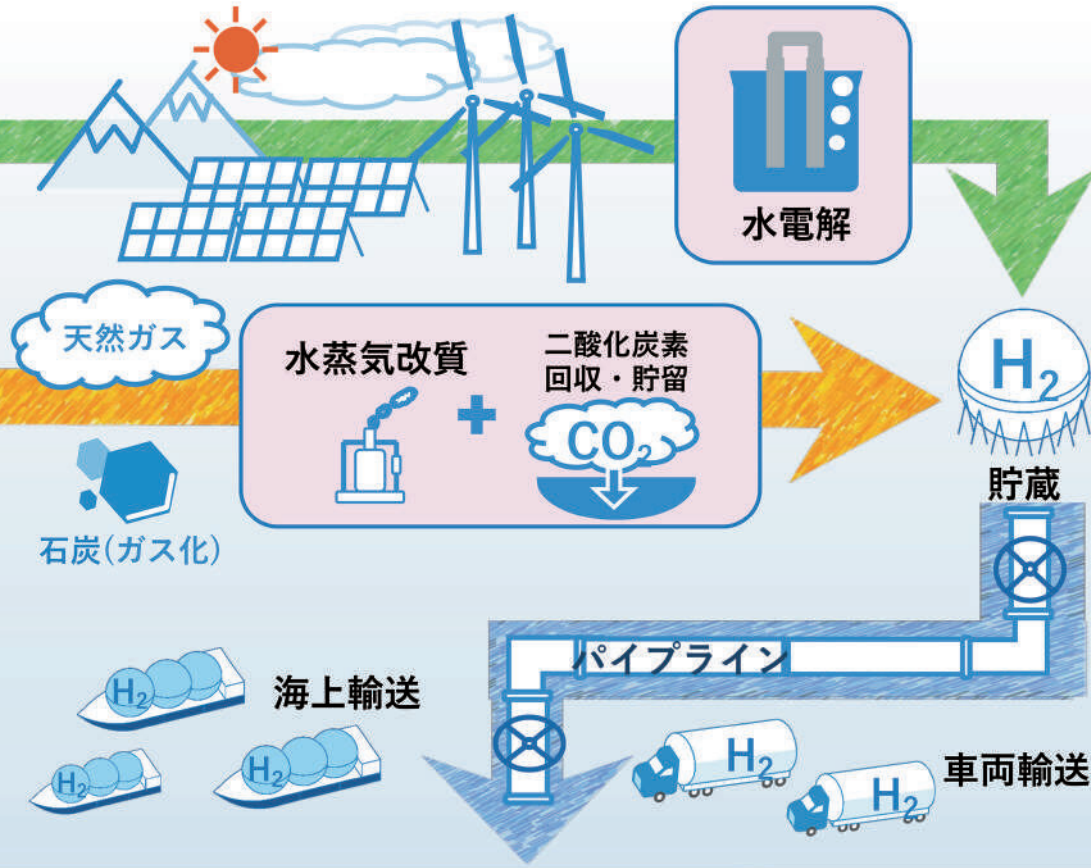 水電解
天然ガス
水蒸気改質
二酸化炭素
回収・貯留
CO₂
H₂
貯蔵
石炭(ガス化)
パイプライン
H₂
海上輸送
H₂
H₂
H₂
車両輸送
H₂